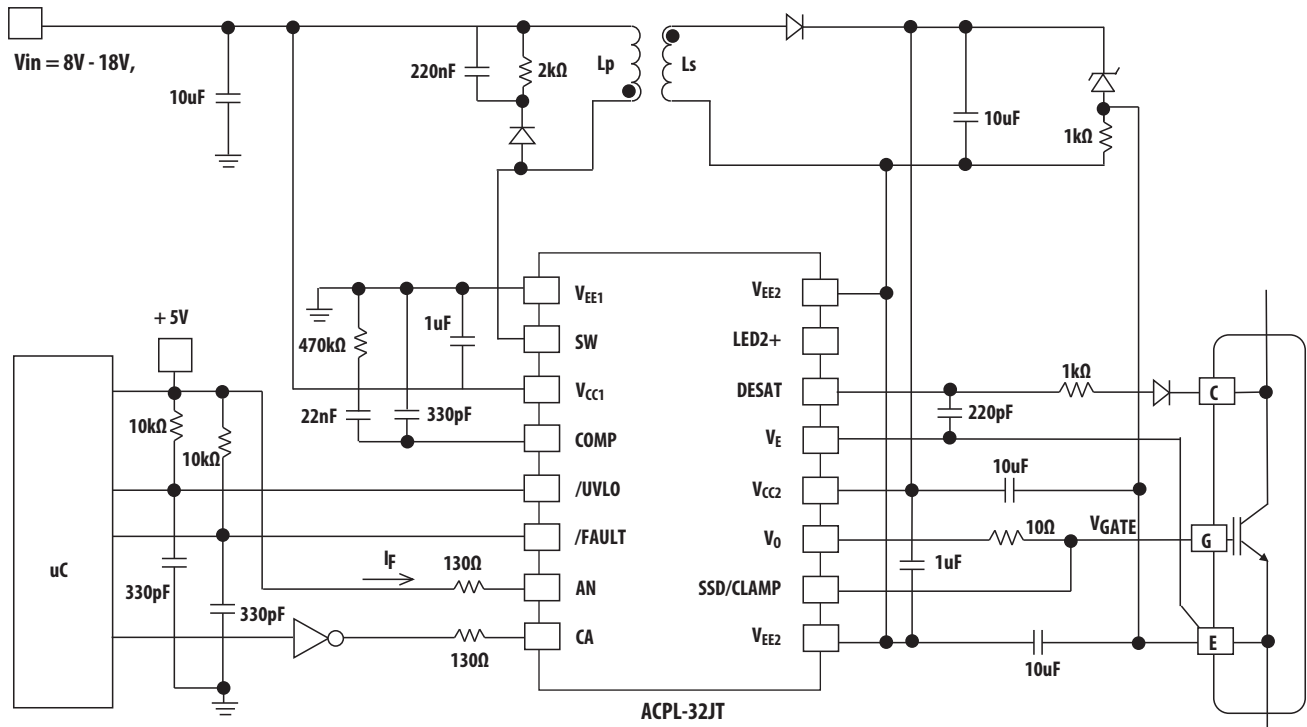 Vin = 8V - 18V,
10uF
220nF
2kΩ
Lp
Ls
10uF
1kΩ
+ 5V
470kΩ
1uF
22nF
330pF
10kΩ
10kΩ
uC
330pF
330pF
IF
130Ω
130Ω
VEE1
SW
VCC1
COMP
/UVLO
/FAULT
AN
CA
VEE2
LED2+
DESAT
VE
VCC2
VO
SSD/CLAMP
VEE2
ACPL-32JT
1kΩ
220pF
10uF
10Ω
VGATE
1uF
10uF
C
G
E